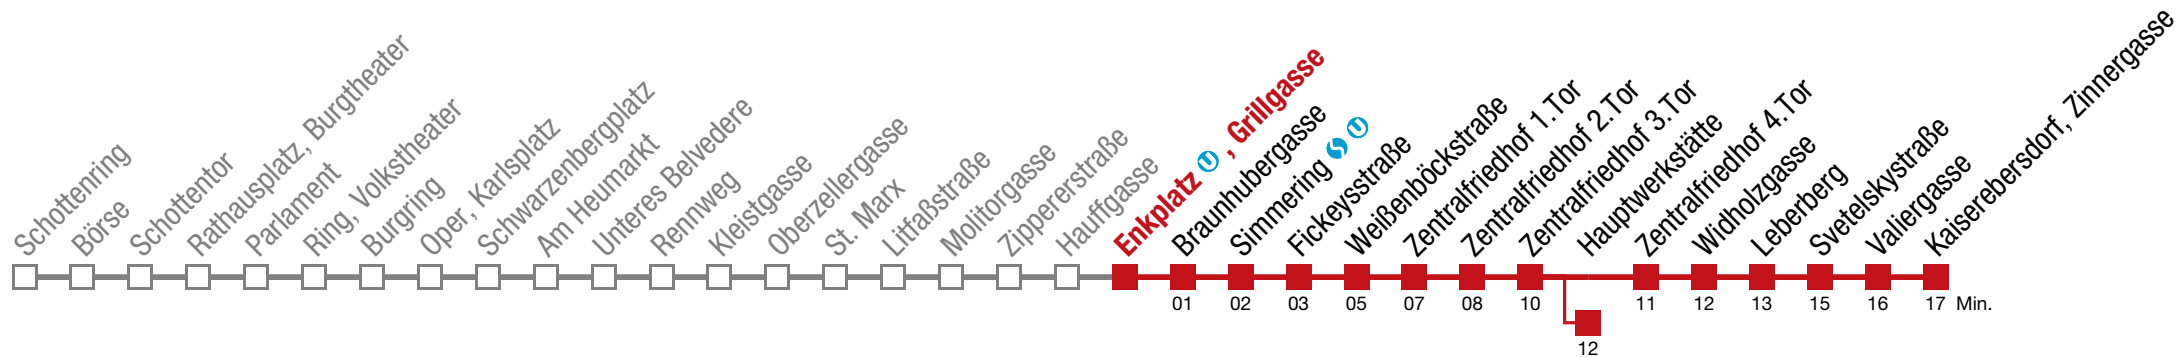 Schottenring
Börse
Schottentor
Rathausplatz, Burgtheater
Parlament
Ring, Volkstheater
Burgring
Oper, Karlsplatz
Schwarzenbergplatz
Am Heumarkt
Unteres Belvedere
Rennweg
Kleistgasse
Oberzellergasse
St. Marx
Litfaßstraße
Molitorgasse
Zippererstraße
Hauffgasse
Enkplatz U , Grillgasse
Braunhubergasse
Simmering S U
Fickeysstraße
Weißenböckstraße
Zentralfriedhof 1.Tor
Zentralfriedhof 2.Tor
Zentralfriedhof 3.Tor
Hauptwerkstätte
Zentralfriedhof 4.Tor
Widholzgasse
Leberberg
Svetelskystraße
Valiergasse
Kaiserebersdorf, Zinnergasse
01 02 03 05 07 08 10 11 12 13 15 16 17 Min.
12